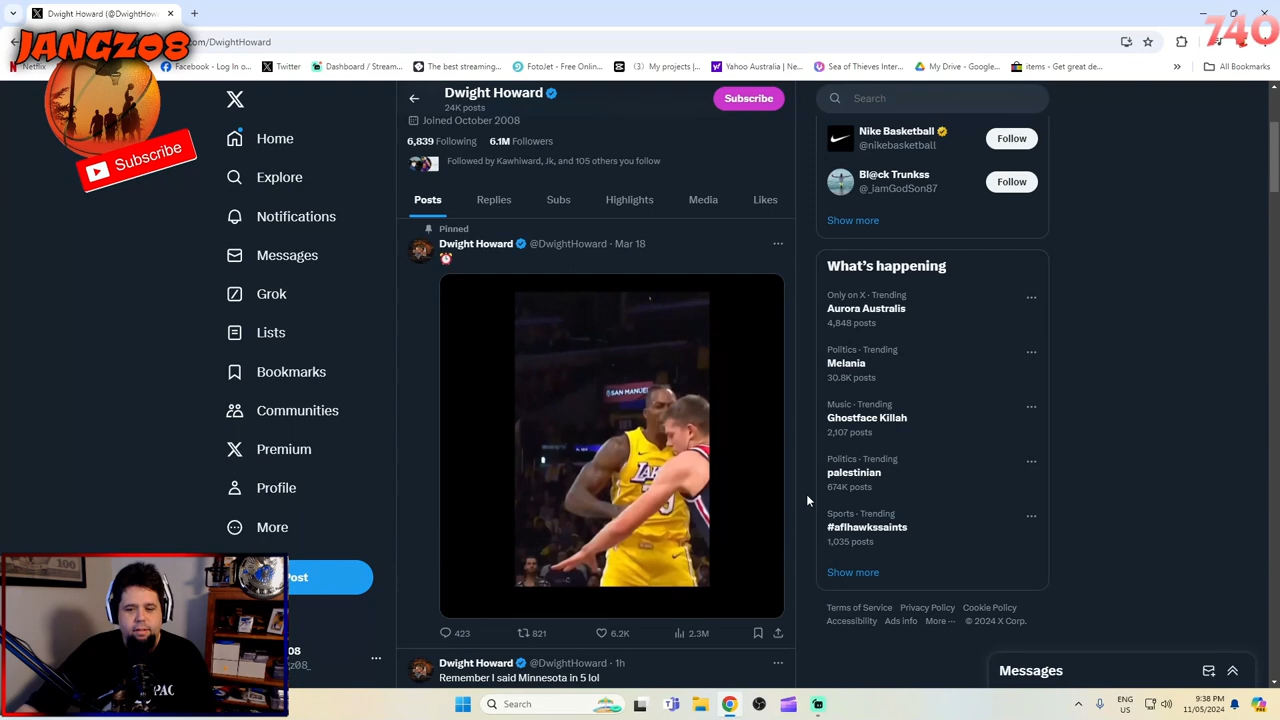 Dwight Howard (@DwightHow
JANGZ08
740
Subscribe
com/DwightHoward
Netflix
Facebook - Log In o...
Twitter
Dashboard / Stream...
The best streaming...
FotoJet - Free Onlin...
(3) My projects |...
Yahoo Australia | Ne...
Sea of Thieves Inter...
My Drive - Google...
items - Get great de...
»
All Bookmarks
Home
Explore
Notifications
Messages
Grok
Lists
Bookmarks
Communities
Premium
Profile
More
Post
Dwight Howard
24K posts
Subscribe
Joined October 2008
6,839 Following 6.1M Followers
Followed by Kawhiward, Jk, and 105 others you follow
Posts Replies Subs Highlights Media Likes
Pinned
Dwight Howard @DwightHoward · Mar 18
⏰
SAN MANUEL
423 821 6.2K 2.3M
Dwight Howard @DwightHoward · 1h
Remember I said Minnesota in 5 lol
Search
Nike Basketball
@nikebasketball
Follow
Bl@ck Trunkss
@_iamGodSon87
Follow
Show more
What's happening
Only on X · Trending
Aurora Australis
4,848 posts
Politics · Trending
Melania
30.8K posts
Music · Trending
Ghostface Killah
2,107 posts
Politics · Trending
palestinian
674K posts
Sports · Trending
#aflhawkssaints
1,035 posts
Show more
Terms of Service Privacy Policy Cookie Policy
Accessibility Ads info More ··· © 2024 X Corp.
Messages
08
z08_
100
Search
ENG
US
9:38 PM
11/05/2024